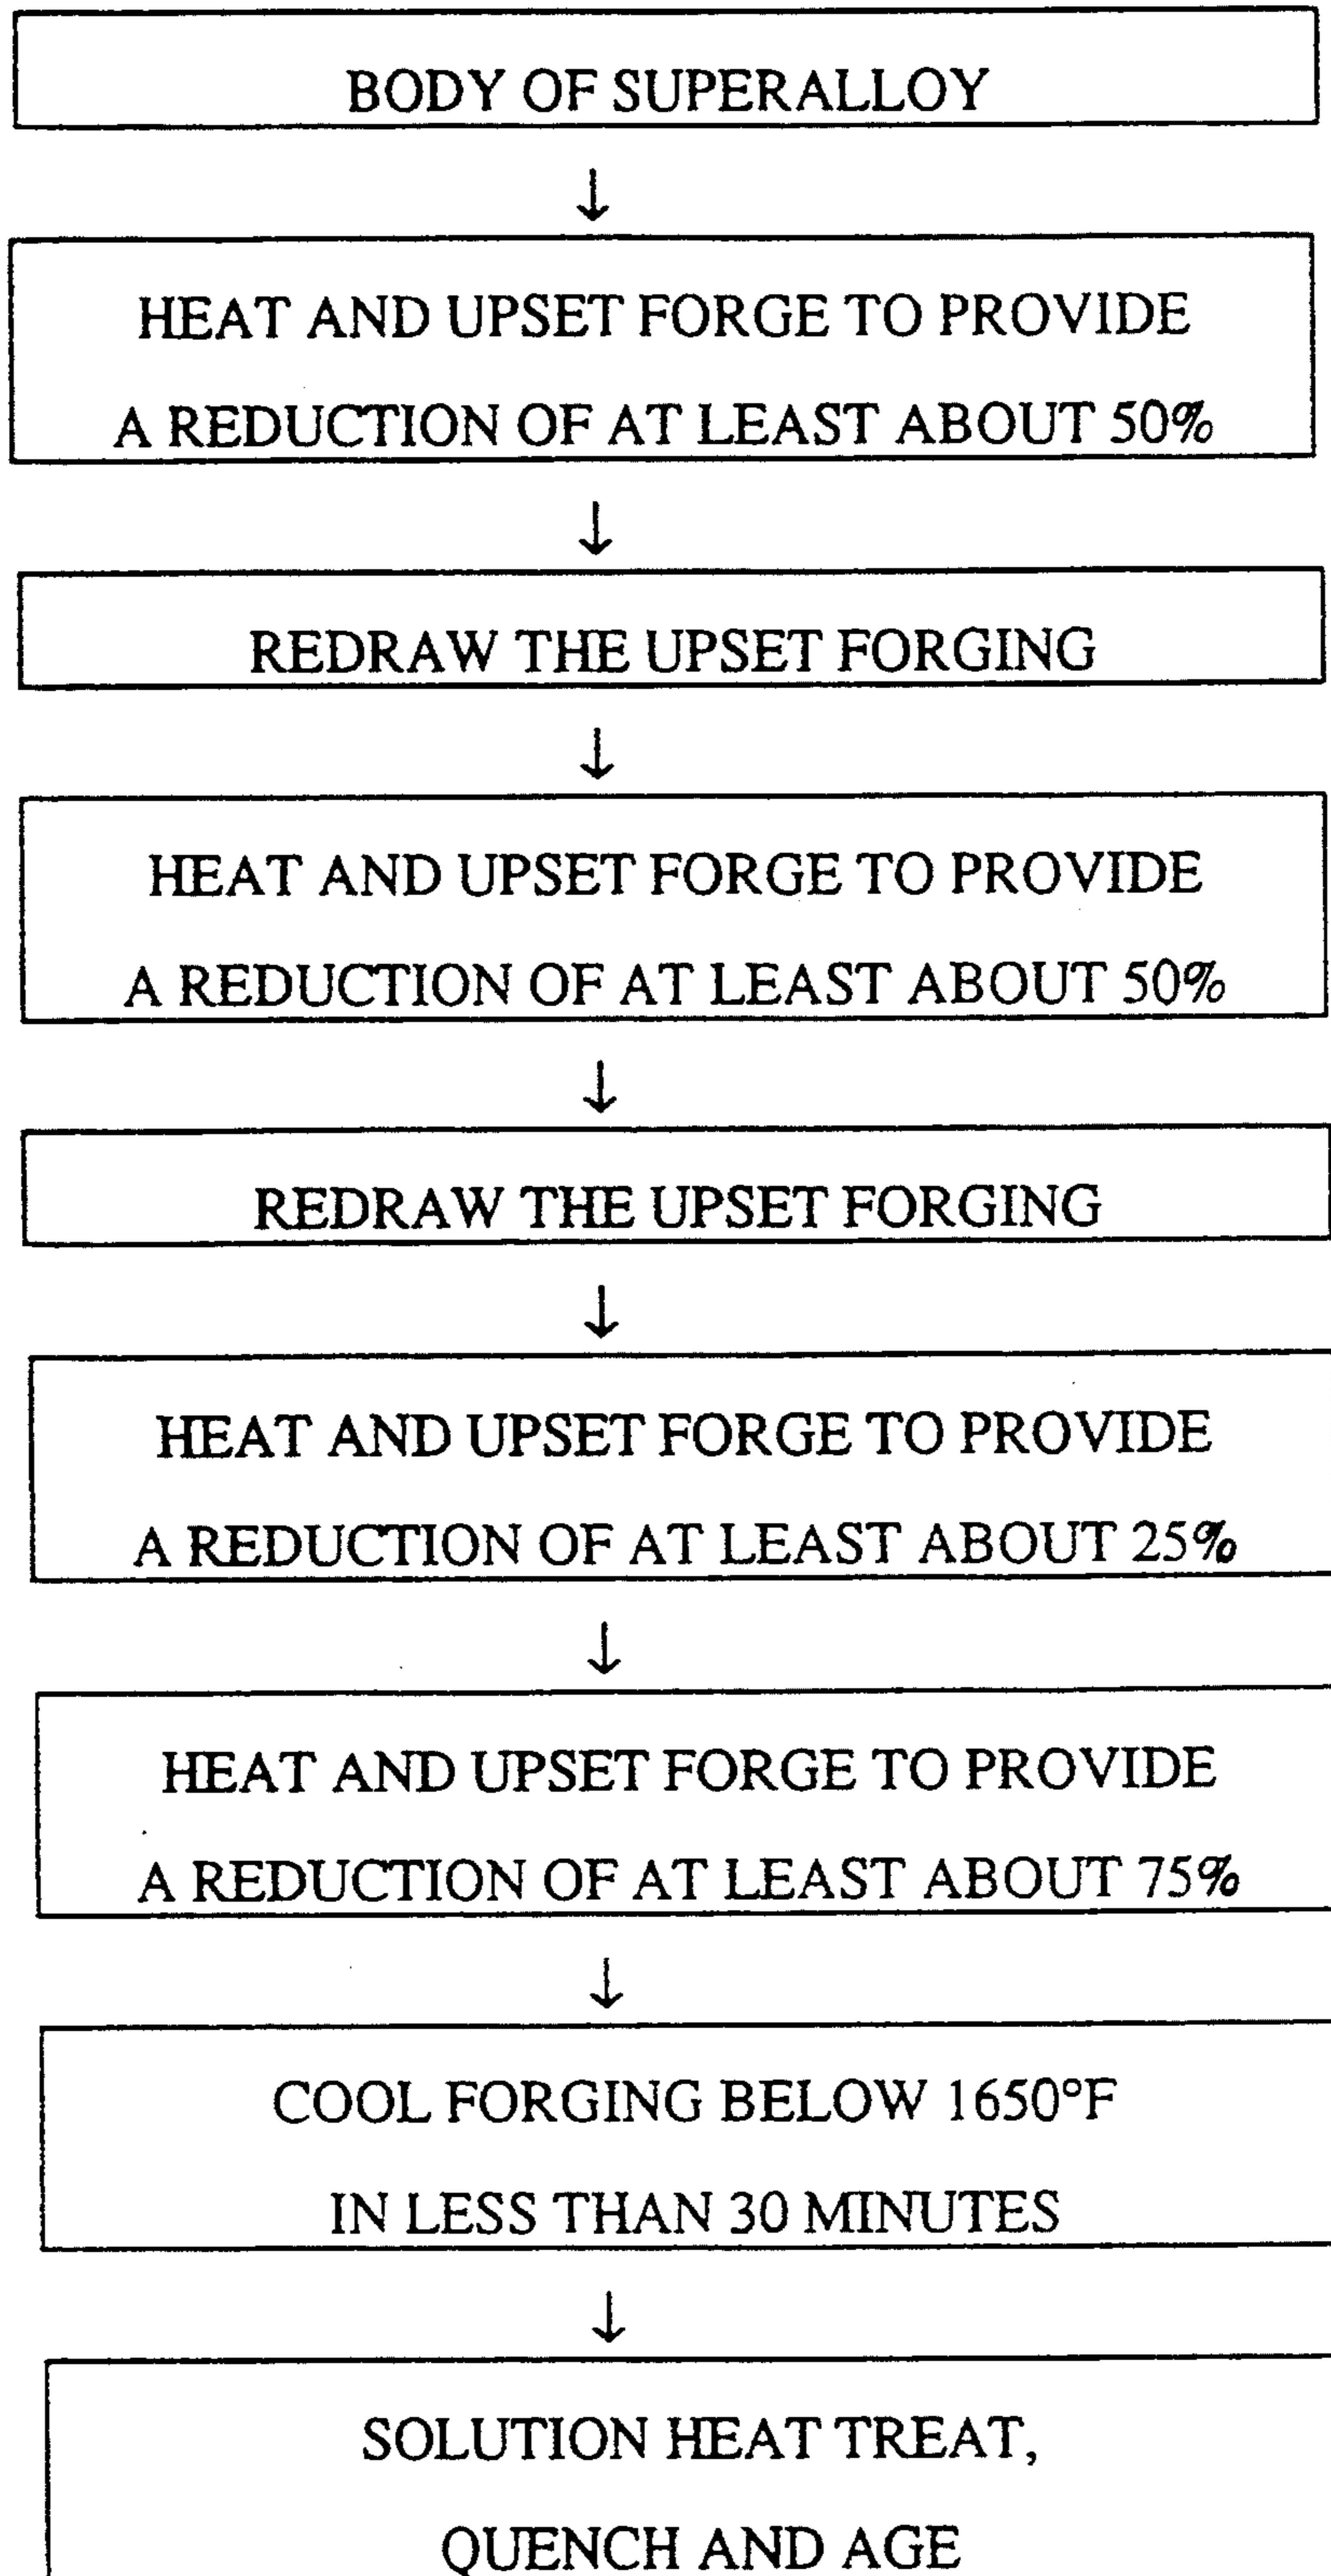 BODY OF SUPERALLOY
↓
HEAT AND UPSET FORGE TO PROVIDE
A REDUCTION OF AT LEAST ABOUT 50%
↓
REDRAW THE UPSET FORGING
↓
HEAT AND UPSET FORGE TO PROVIDE
A REDUCTION OF AT LEAST ABOUT 50%
↓
REDRAW THE UPSET FORGING
↓
HEAT AND UPSET FORGE TO PROVIDE
A REDUCTION OF AT LEAST ABOUT 25%
↓
HEAT AND UPSET FORGE TO PROVIDE
A REDUCTION OF AT LEAST ABOUT 75%
↓
COOL FORGING BELOW 1650°F
IN LESS THAN 30 MINUTES
↓
SOLUTION HEAT TREAT,
QUENCH AND AGE